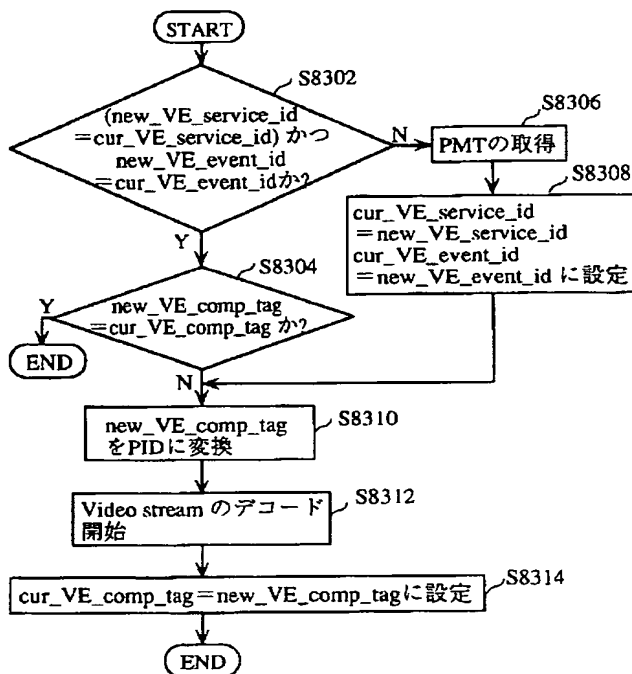 START
S8302
(new_VE_service_id
=cur_VE_service_id) かつ
new_VE_event_id
=cur_VE_event_idか?
N
S8306
PMTの取得
S8308
cur_VE_service_id
=new_VE_service_id
cur_VE_event_id
=new_VE_event_id に設定
Y
S8304
new_VE_comp_tag
=cur_VE_comp_tag か?
Y
END
N
S8310
new_VE_comp_tag
をPIDに変換
S8312
Video stream のデコード
開始
S8314
cur_VE_comp_tag=new_VE_comp_tagに設定
END